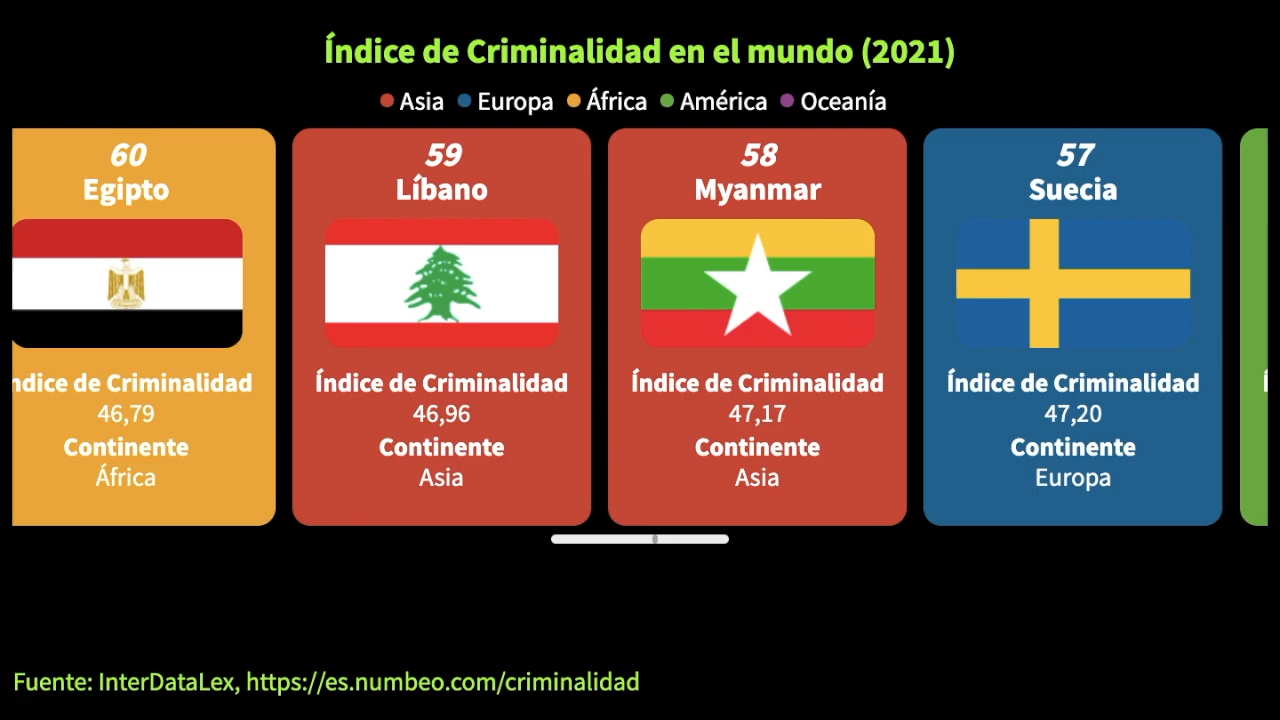 Índice de Criminalidad en el mundo (2021)
Asia Europa África América Oceanía
60
Egipto
ndice de Criminalidad
46,79
Continente
África
59
Líbano
Índice de Criminalidad
46,96
Continente
Asia
58
Myanmar
Índice de Criminalidad
47,17
Continente
Asia
57
Suecia
Índice de Criminalidad
47,20
Continente
Europa
Fuente: InterDataLex, https://es.numbeo.com/criminalidad